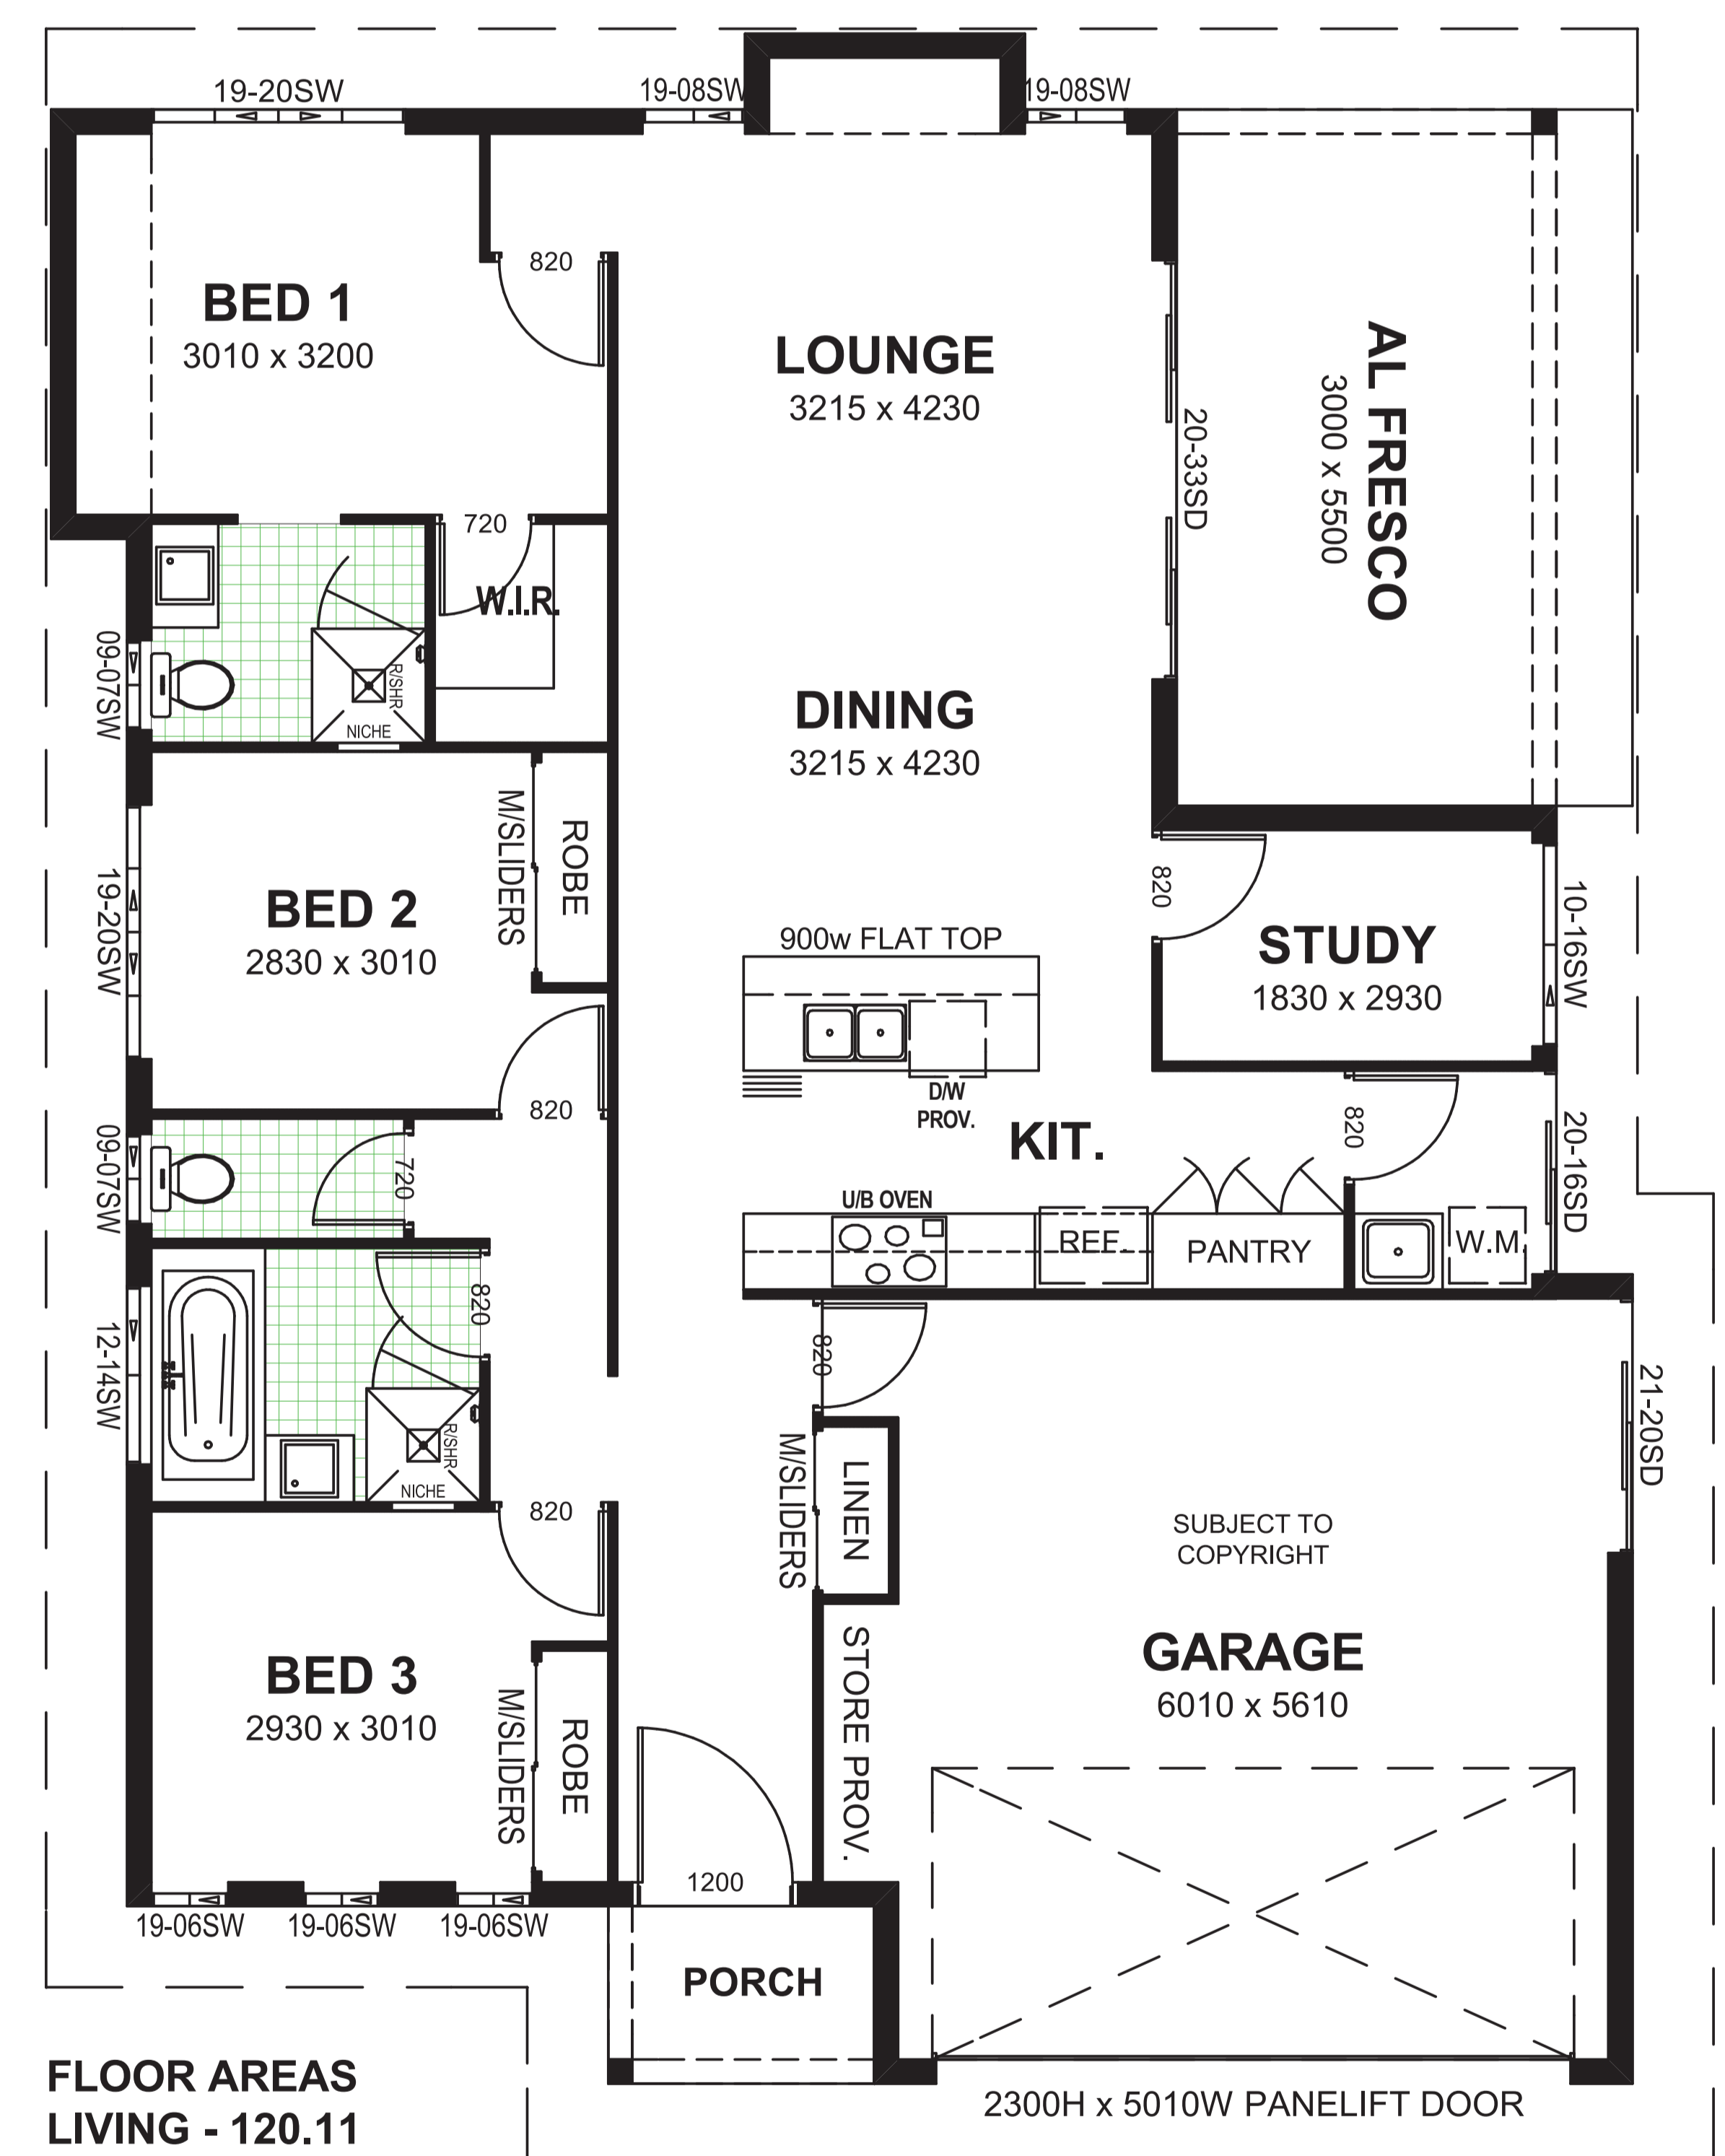 19-20SW
19-08SW
19-08SW
820
BED 1
3010 x 3200
LOUNGE
3215 x 4230
AL FRESCO
3000 x 5500
20-33SD
720
W.I.R.
09-07SW
R/SHR
NICHE
DINING
3215 x 4230
M/SLIDERS
ROBE
19-20SW
BED 2
2830 x 3010
820
10-16SW
900w FLAT TOP
STUDY
1830 x 2930
D/W
PROV.
820
KIT.
820
20-16SD
09-07SW
720
U/B OVEN
REF.
PANTRY
W.M.
820
12-14SW
820
21-20SD
R/SHR
NICHE
M/SLIDERS
LINEN
820
SUBJECT TO
COPYRIGHT
BED 3
2930 x 3010
M/SLIDERS
ROBE
STORE PROV.
GARAGE
6010 x 5610
1200
19-06SW
19-06SW
19-06SW
PORCH
2300H x 5010W PANELIFT DOOR
FLOOR AREAS
LIVING - 120.11